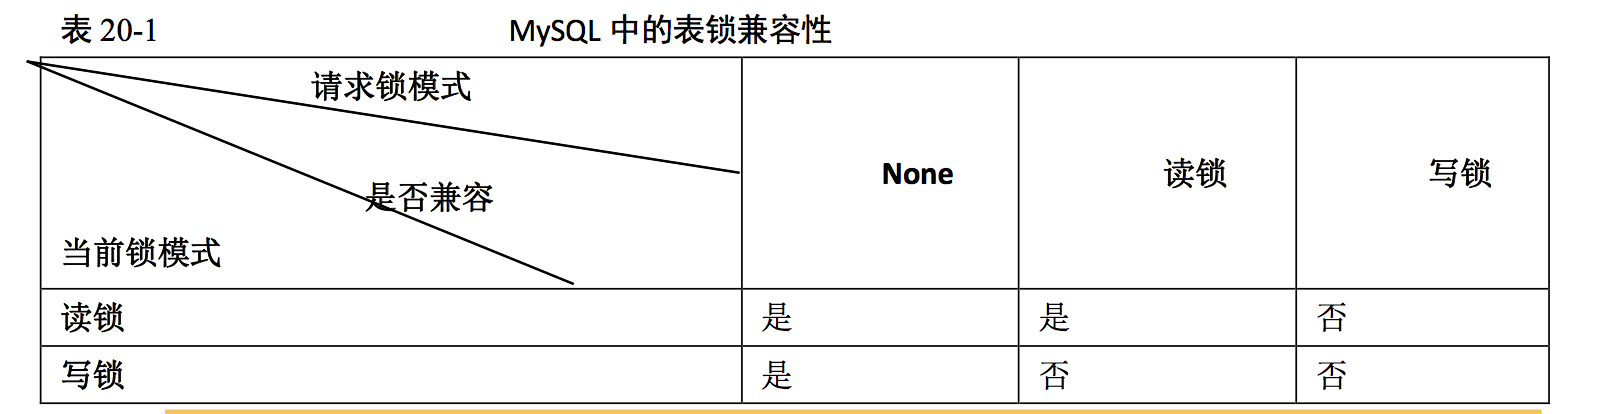 表 20-1 MySQL 中的表锁兼容性
请求锁模式
是否兼容
当前锁模式
None 读锁 写锁
读锁 是 是 否
写锁 是 否 否